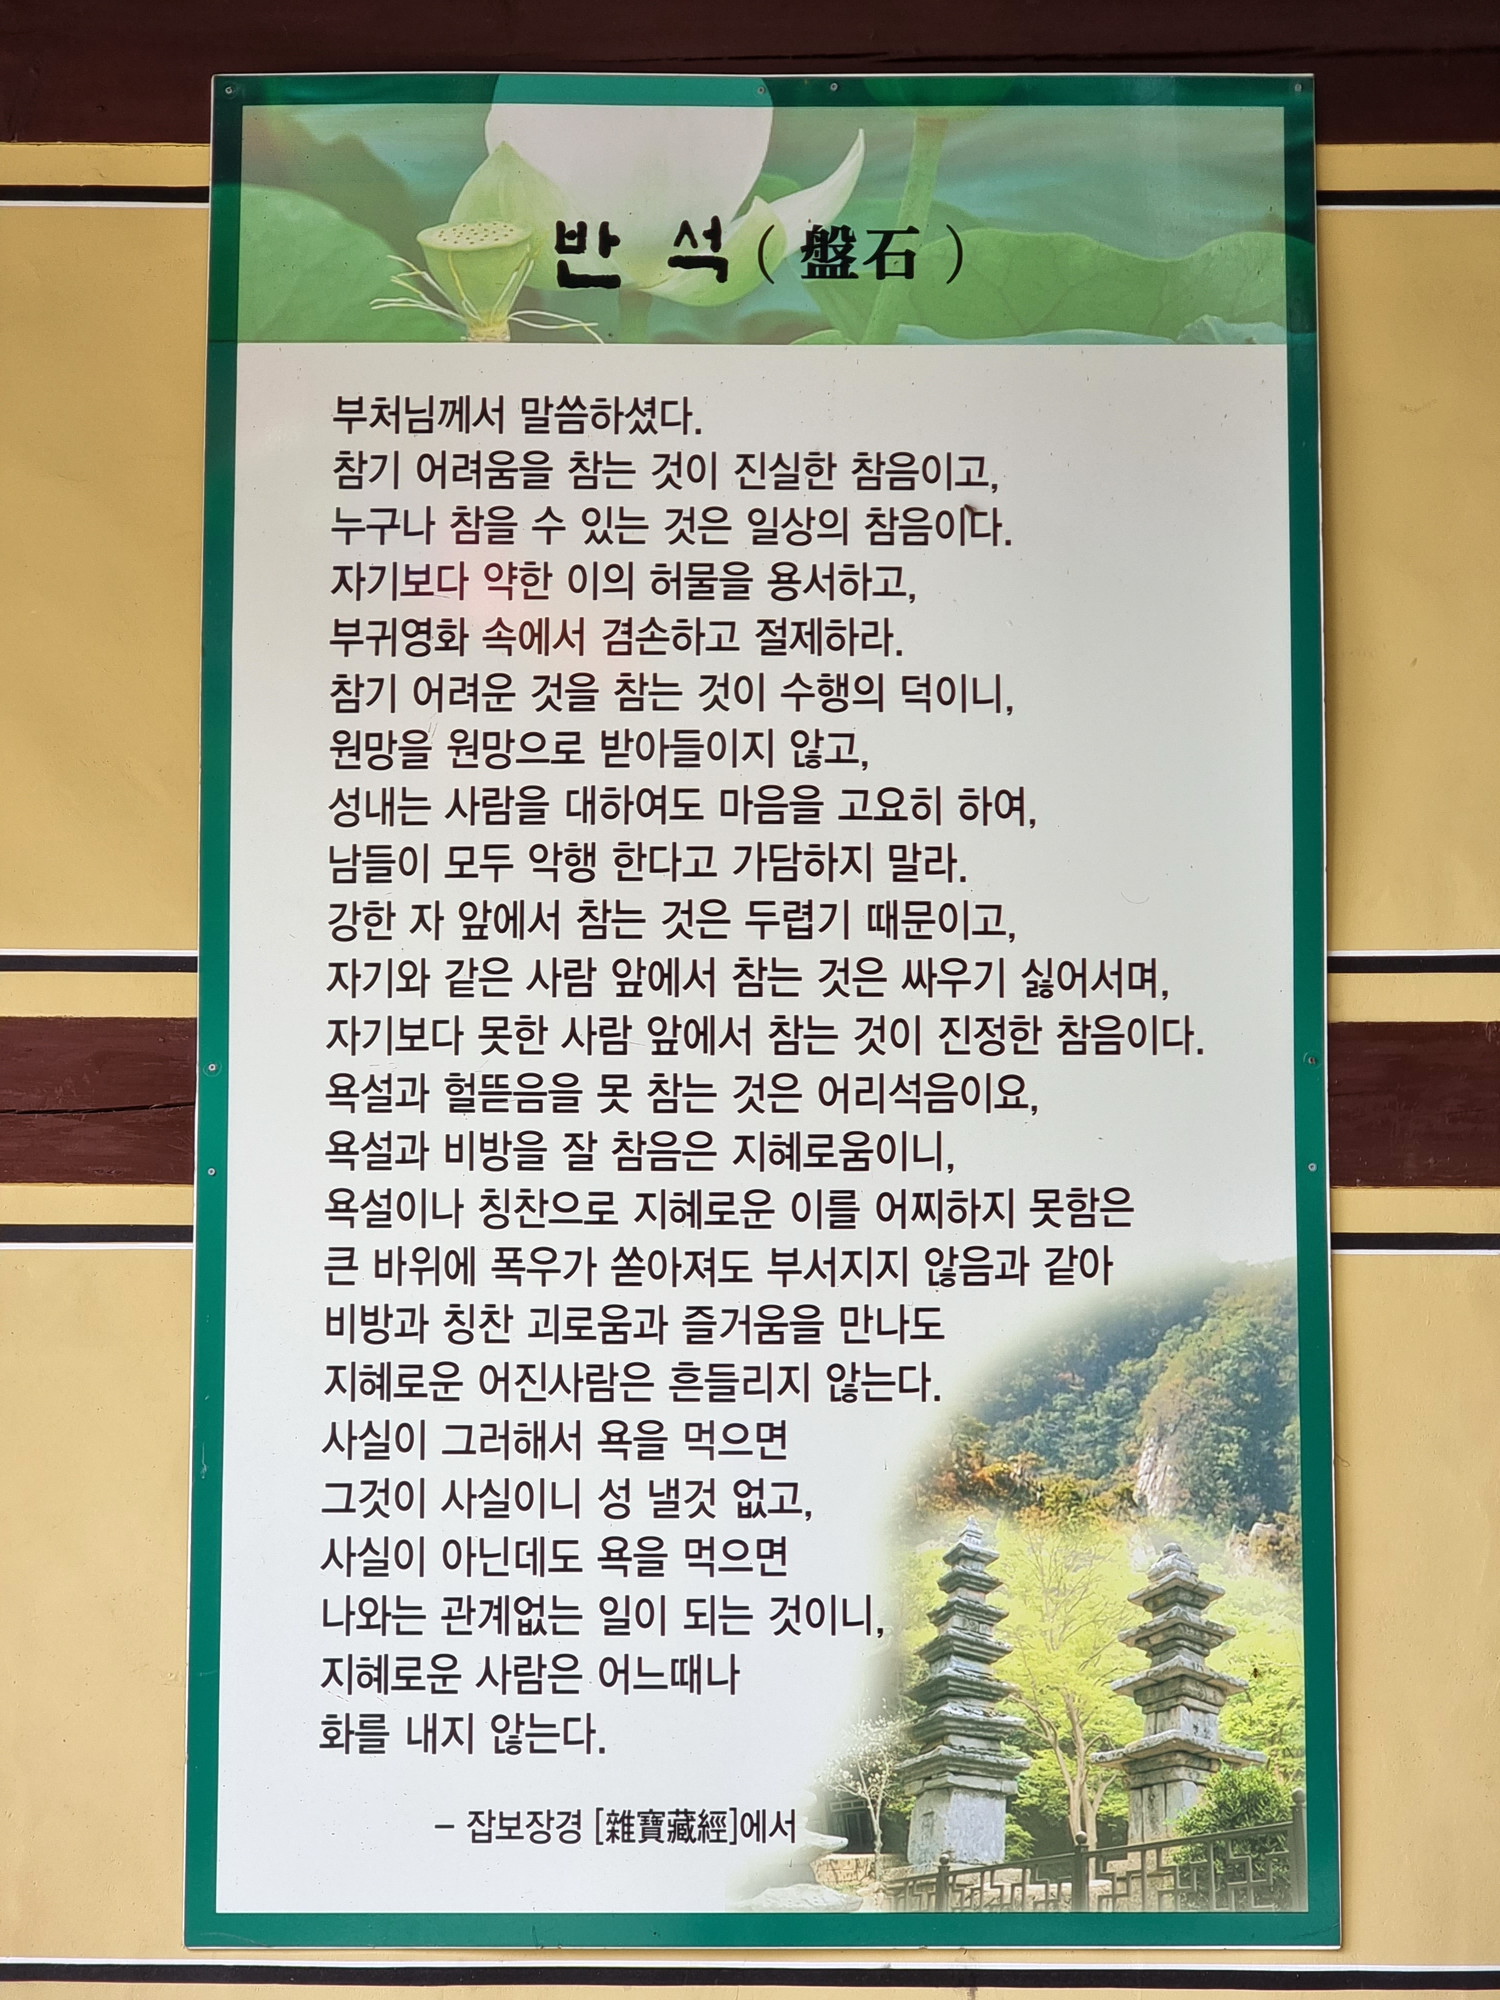 반 석 ( 盤石 )
부처님께서 말씀하셨다.
참기 어려움을 참는 것이 진실한 참음이고,
누구나 참을 수 있는 것은 일상의 참음이다.
자기보다 약한 이의 허물을 용서하고,
부귀영화 속에서 겸손하고 절제하라.
참기 어려운 것을 참는 것이 수행의 덕이니,
원망을 원망으로 받아들이지 않고,
성내는 사람을 대하여도 마음을 고요히 하여,
남들이 모두 악행 한다고 가담하지 말라.
강한 자 앞에서 참는 것은 두렵기 때문이고,
자기와 같은 사람 앞에서 참는 것은 싸우기 싫어서며,
자기보다 못한 사람 앞에서 참는 것이 진정한 참음이다.
욕설과 헐뜯음을 못 참는 것은 어리석음이요,
욕설과 비방을 잘 참음은 지혜로움이니,
욕설이나 칭찬으로 지혜로운 이를 어찌하지 못함은
큰 바위에 폭우가 쏟아져도 부서지지 않음과 같아
비방과 칭찬 괴로움과 즐거움을 만나도
지혜로운 어진사람은 흔들리지 않는다.
사실이 그러해서 욕을 먹으면
그것이 사실이니 성 낼것 없고,
사실이 아닌데도 욕을 먹으면
나와는 관계없는 일이 되는 것이니,
지혜로운 사람은 어느때나
화를 내지 않는다.
– 잡보장경 [雜寶藏經]에서